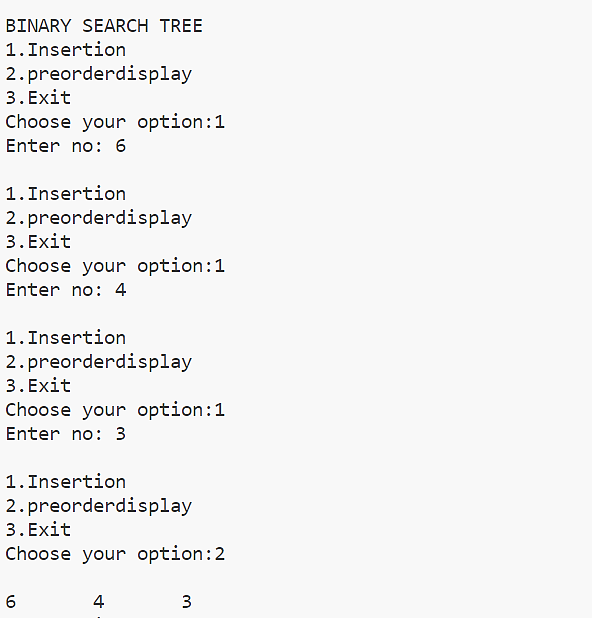 BINARY SEARCH TREE
1.Insertion
2.preorderdisplay
3.Exit
Choose your option:1
Enter no: 6
1.Insertion
2.preorderdisplay
3.Exit
Choose your option:1
Enter no: 4
1.Insertion
2.preorderdisplay
3.Exit
Choose your option:1
Enter no: 3
1.Insertion
2.preorderdisplay
3.Exit
Choose your option:2
6 4 3